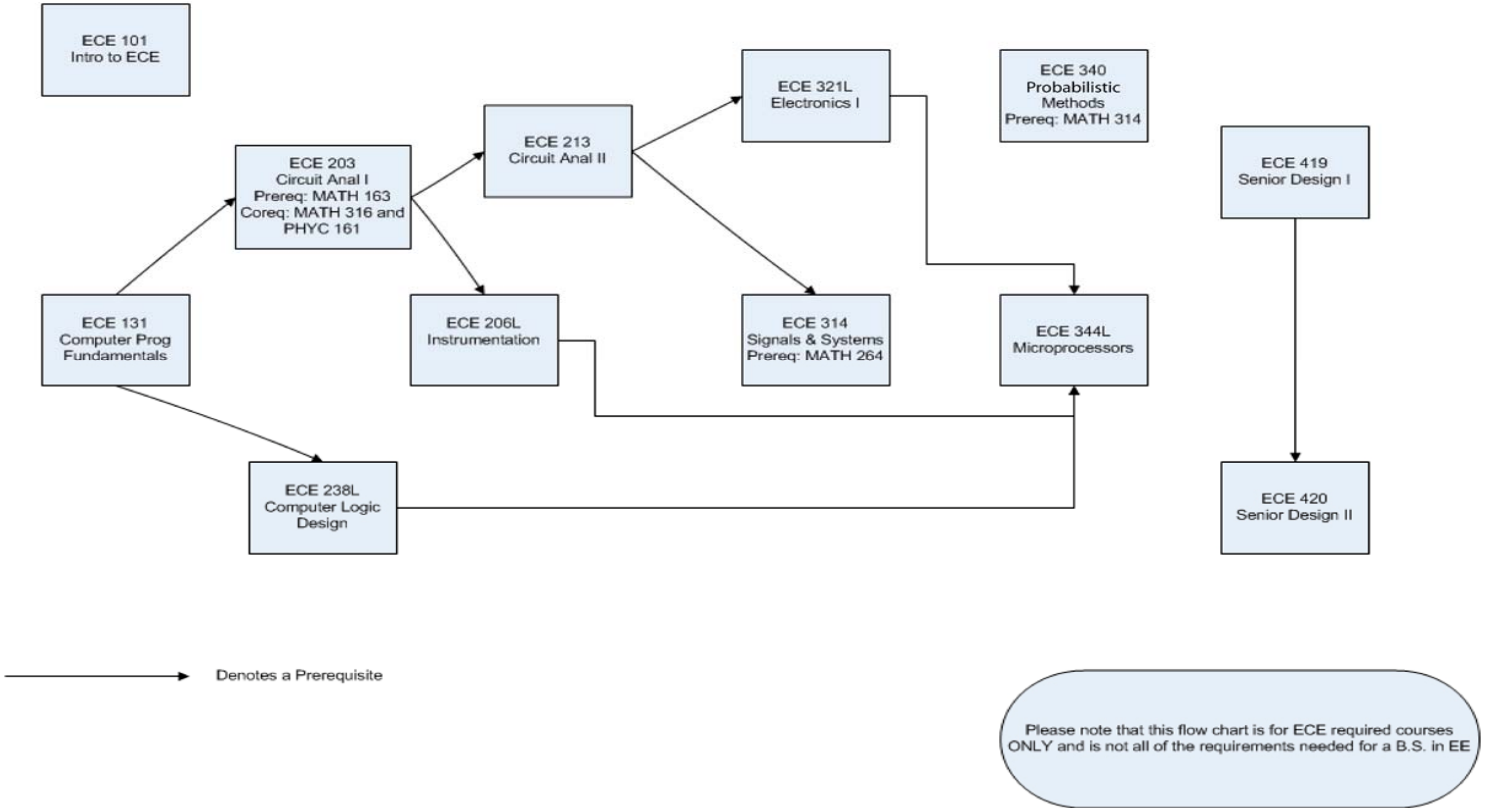 ECE 101
Intro to ECE
ECE 321L
Electronics I
ECE 340
Probabilistic
Methods
Prereq: MATH 314
ECE 213
Circuit Anal II
ECE 203
Circuit Anal I
Prereq: MATH 163
Coreq: MATH 316 and
PHYC 161
ECE 419
Senior Design I
ECE 131
Computer Prog
Fundamentals
ECE 206L
Instrumentation
ECE 314
Signals & Systems
Prereq: MATH 264
ECE 344L
Microprocessors
ECE 238L
Computer Logic
Design
ECE 420
Senior Design II
Denotes a Prerequisite
Please note that this flow chart is for ECE required courses
ONLY and is not all of the requirements needed for a B.S. in EE